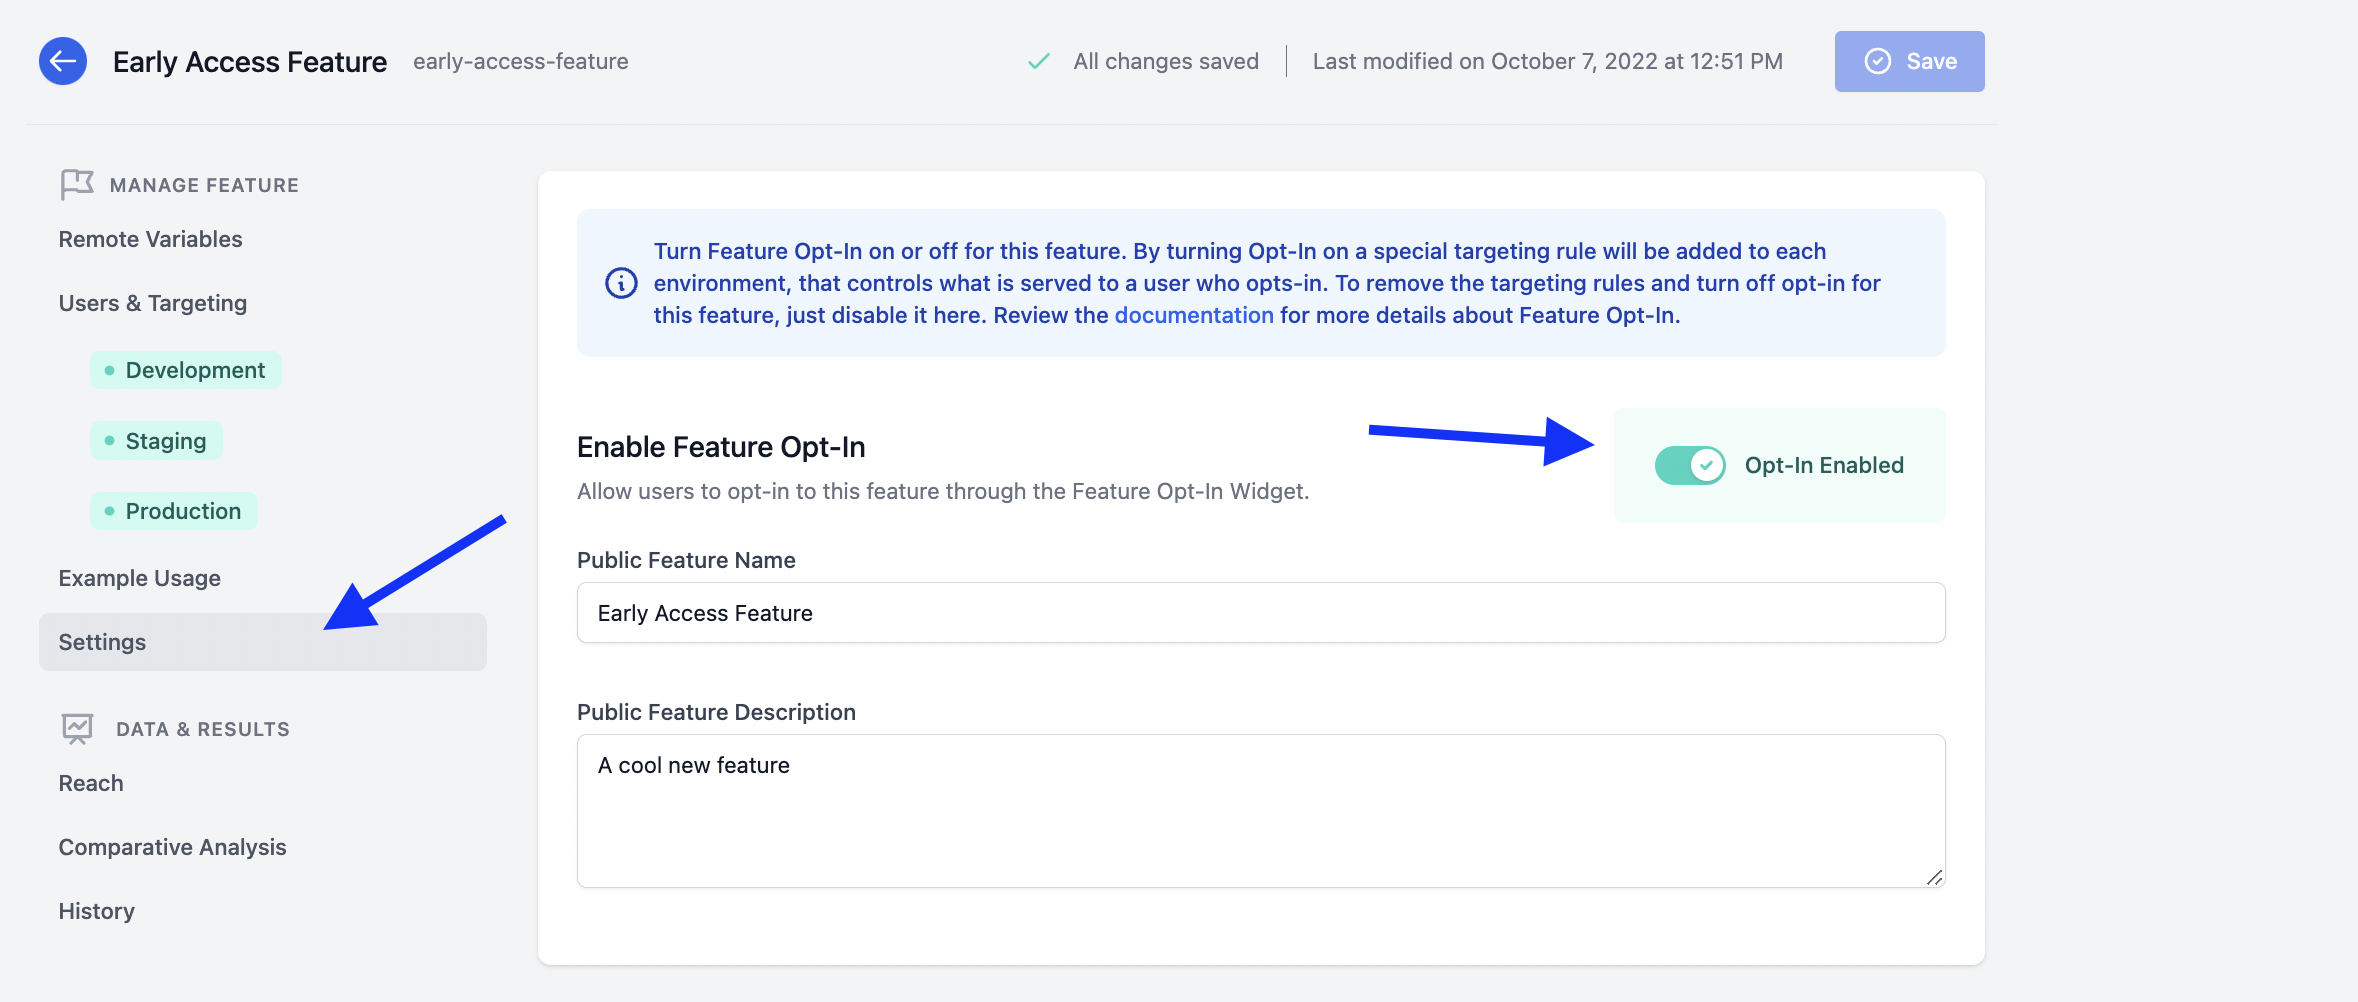 Early Access Feature early-access-feature All changes saved Last modified on October 7, 2022 at 12:51 PM Save
MANAGE FEATURE
Remote Variables
Users & Targeting
Development
Staging
Production
Example Usage
Settings
DATA & RESULTS
Reach
Comparative Analysis
History
Turn Feature Opt-In on or off for this feature. By turning Opt-In on a special targeting rule will be added to each
environment, that controls what is served to a user who opts-in. To remove the targeting rules and turn off opt-in for
this feature, just disable it here. Review the documentation for more details about Feature Opt-In.
Enable Feature Opt-In
Allow users to opt-in to this feature through the Feature Opt-In Widget.
Opt-In Enabled
Public Feature Name
Early Access Feature
Public Feature Description
A cool new feature